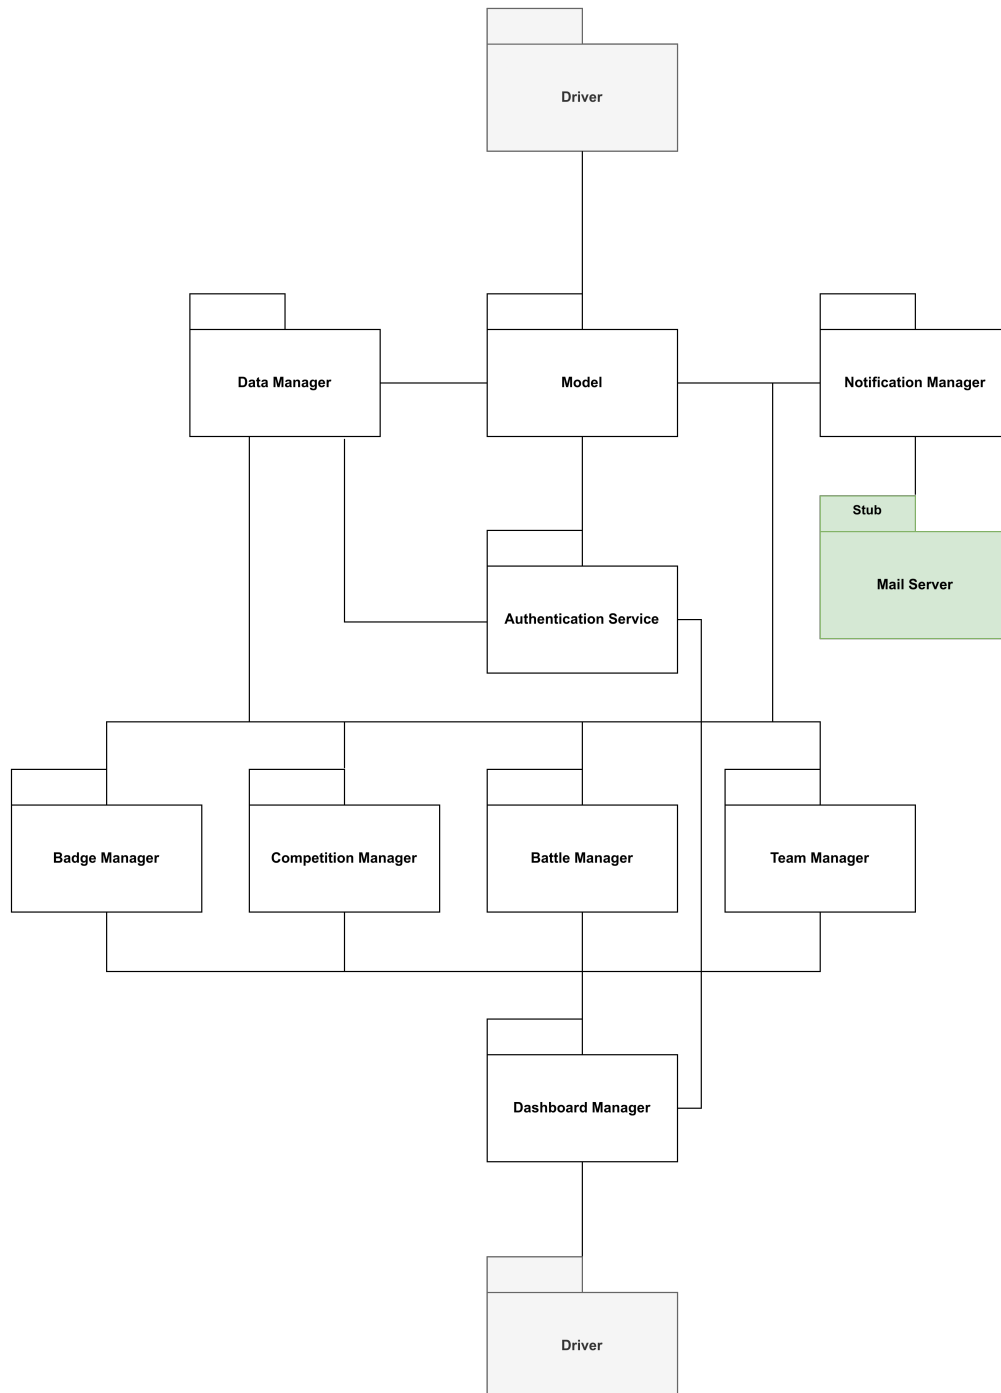 Driver
Data Manager
Model
Notification Manager
Stub
Mail Server
Authentication Service
Badge Manager
Competition Manager
Battle Manager
Team Manager
Dashboard Manager
Driver